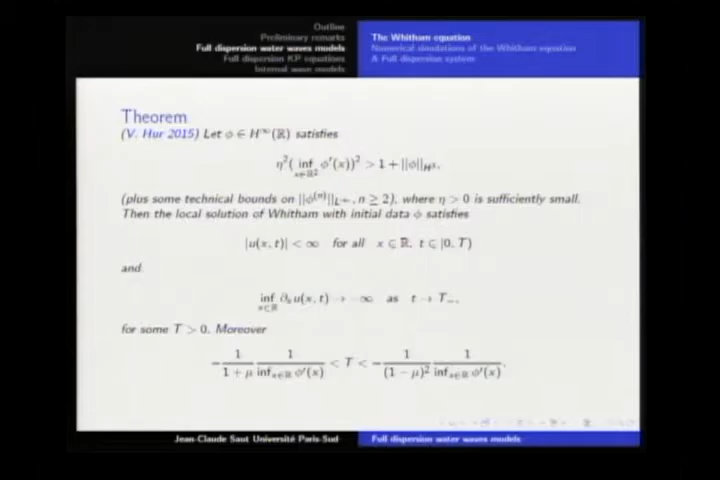 Outline
Preliminary remarks
Full dispersion water waves models
Full dispersion KP equations
Internal wave models
The Whitham equation
Numerical simulations of the Whitham equation
A Full dispersion system
Theorem
(V. Hur 2015) Let ϕ ∈ H^∞(ℝ) satisfies
η²( inf_{x∈ℝ²} ϕ′(x))² > 1 + ||ϕ||_{H³},
(plus some technical bounds on ||ϕ^(n)||_{L^∞}, n ≥ 2), where η > 0 is sufficiently small.
Then the local solution of Whitham with initial data ϕ satisfies
|u(x, t)| < ∞ for all x ∈ ℝ, t ∈ [0, T)
and
inf_{x∈ℝ} ∂ₓu(x, t) → −∞ as t → T₋,
for some T > 0. Moreover
− 1/(1 + μ) 1/(inf_{x∈ℝ} ϕ′(x)) < T < − 1/(1 − μ)² 1/(inf_{x∈ℝ} ϕ′(x)).
Jean-Claude Saut Université Paris-Sud
Full dispersion water waves models